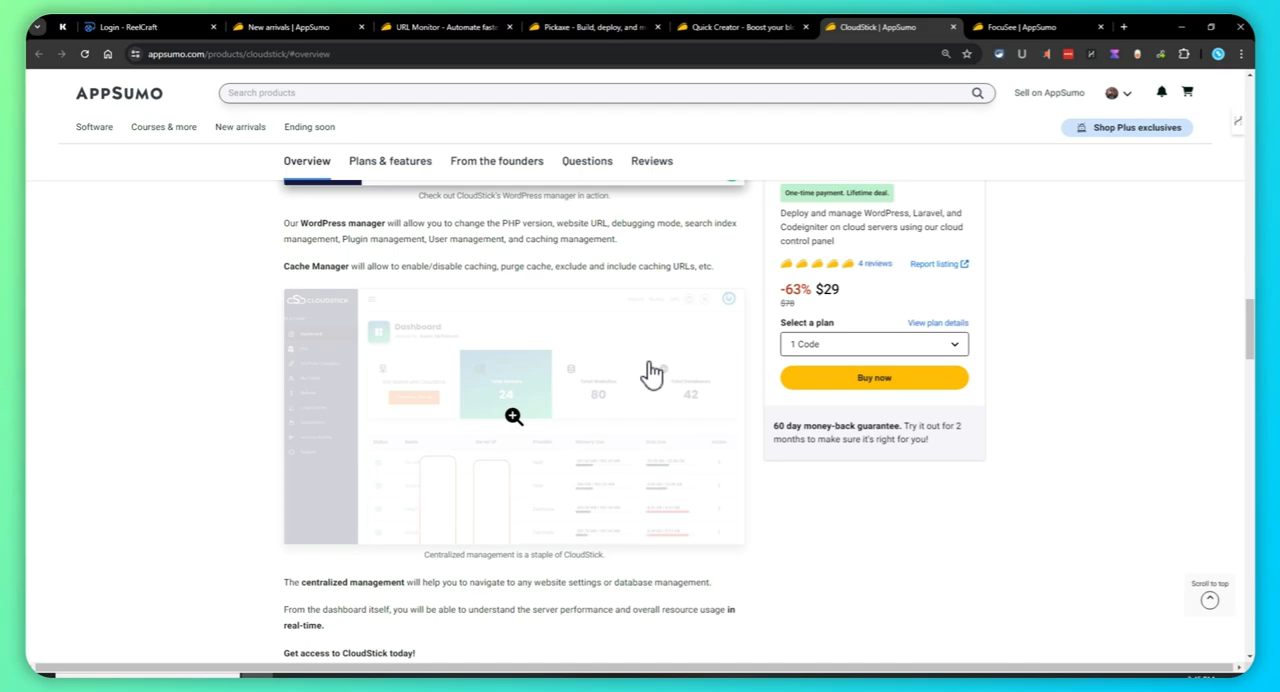 K
Login - ReelCraft
New arrivals | AppSumo
URL Monitor - Automate faste
Pickaxe - Build, deploy, and m
Quick Creator - Boost your bl
CloudStick | AppSumo
FocuSee | AppSumo
appsumo.com/products/cloudstick/#overview
APPSUMO
Search products
Sell on AppSumo
Software
Courses & more
New arrivals
Ending soon
Shop Plus exclusives
Overview
Plans & features
From the founders
Questions
Reviews
Check out CloudStick's WordPress manager in action.
Our WordPress manager will allow you to change the PHP version, website URL, debugging mode, search index
management, Plugin management, User management, and caching management.
Cache Manager will allow to enable/disable caching, purge cache, exclude and include caching URLs, etc.
CLOUDSTICK
Dashboard
24
80
42
Centralized management is a staple of CloudStick.
The centralized management will help you to navigate to any website settings or database management.
From the dashboard itself, you will be able to understand the server performance and overall resource usage in
real-time.
Get access to CloudStick today!
One-time payment. Lifetime deal.
Deploy and manage WordPress, Laravel, and
Codeigniter on cloud servers using our cloud
control panel
4 reviews
Report listing
-63% $29
$78
Select a plan
View plan details
1 Code
Buy now
60 day money-back guarantee. Try it out for 2
months to make sure it's right for you!
Scroll to top